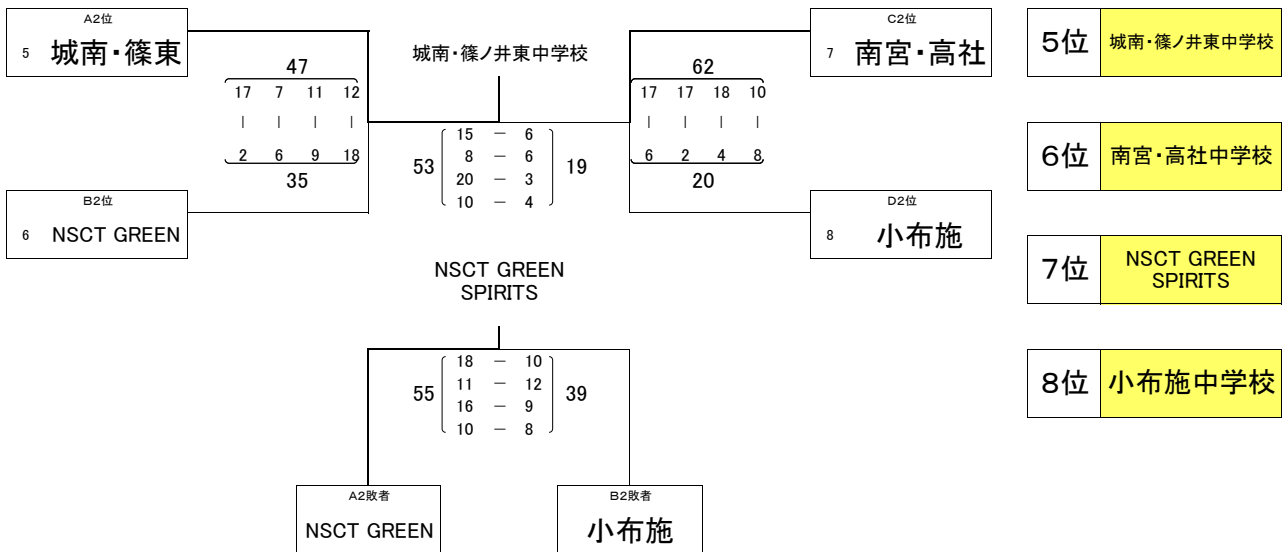 A2位
5 城南・篠東
城南・篠ノ井東中学校
C2位
7 南宮・高社
5位 城南・篠ノ井東中学校
47
17 7 11 12
| | | |
2 6 9 18
35
53
15 － 6
8 － 6
20 － 3
10 － 4
19
62
17 17 18 10
| | | |
6 2 4 8
20
6位 南宮・高社中学校
B2位
6 NSCT GREEN
D2位
8 小布施
7位 NSCT GREEN
SPIRITS
NSCT GREEN
SPIRITS
55
18 － 10
11 － 12
16 － 9
10 － 8
39
8位 小布施中学校
A2敗者
NSCT GREEN
B2敗者
小布施